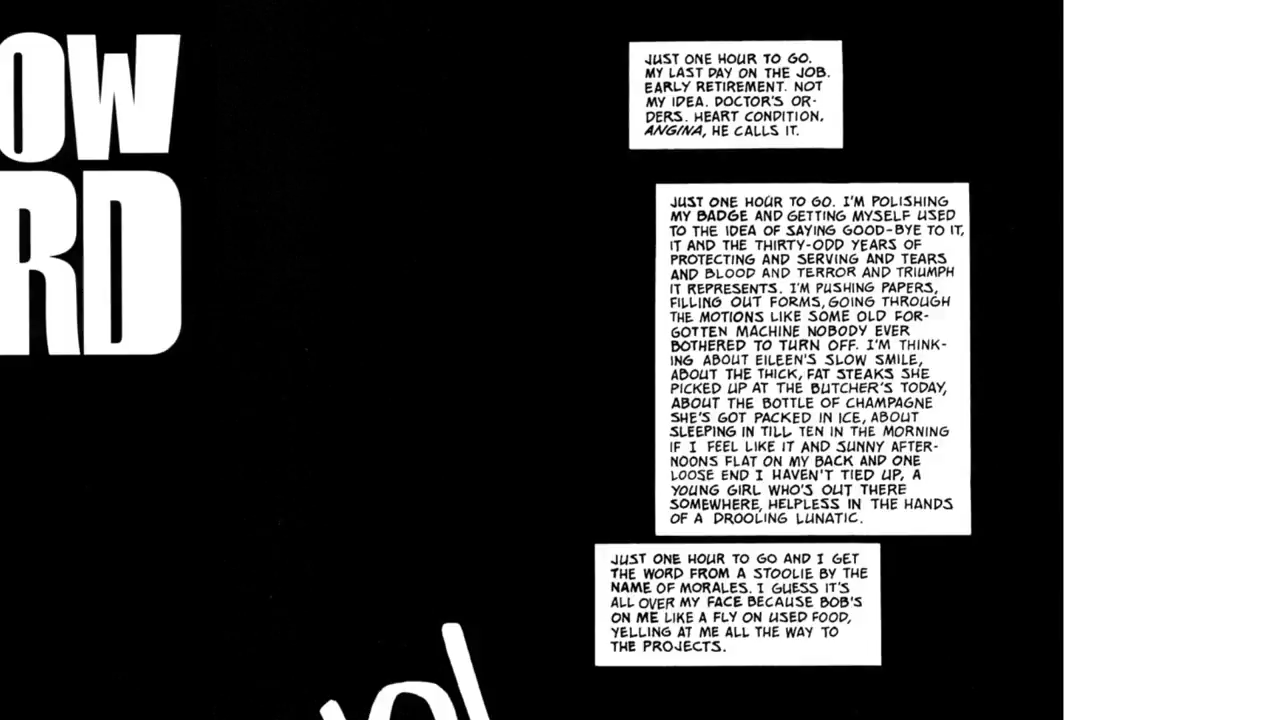 OW
RD
JUST ONE HOUR TO GO.
MY LAST DAY ON THE JOB.
EARLY RETIREMENT. NOT
MY IDEA. DOCTOR'S OR-
DERS. HEART CONDITION.
ANGINA, HE CALLS IT.
JUST ONE HOUR TO GO. I'M POLISHING
MY BADGE AND GETTING MYSELF USED
TO THE IDEA OF SAYING GOOD-BYE TO IT,
IT AND THE THIRTY-ODD YEARS OF
PROTECTING AND SERVING AND TEARS
AND BLOOD AND TERROR AND TRIUMPH
IT REPRESENTS. I'M PUSHING PAPERS,
FILLING OUT FORMS, GOING THROUGH
THE MOTIONS LIKE SOME OLD FOR-
GOTTEN MACHINE NOBODY EVER
BOTHERED TO TURN OFF. I'M THINK-
ING ABOUT EILEEN'S SLOW SMILE,
ABOUT THE THICK, FAT STEAKS SHE
PICKED UP AT THE BUTCHER'S TODAY,
ABOUT THE BOTTLE OF CHAMPAGNE
SHE'S GOT PACKED IN ICE, ABOUT
SLEEPING IN TILL TEN IN THE MORNING
IF I FEEL LIKE IT AND SUNNY AFTER-
NOONS FLAT ON MY BACK AND ONE
LOOSE END I HAVEN'T TIED UP, A
YOUNG GIRL WHO'S OUT THERE
SOMEWHERE, HELPLESS IN THE HANDS
OF A DROOLING LUNATIC.
JUST ONE HOUR TO GO AND I GET
THE WORD FROM A STOOLIE BY THE
NAME OF MORALES. I GUESS IT'S
ALL OVER MY FACE BECAUSE BOB'S
ON ME LIKE A FLY ON USED FOOD,
YELLING AT ME ALL THE WAY TO
THE PROJECTS.